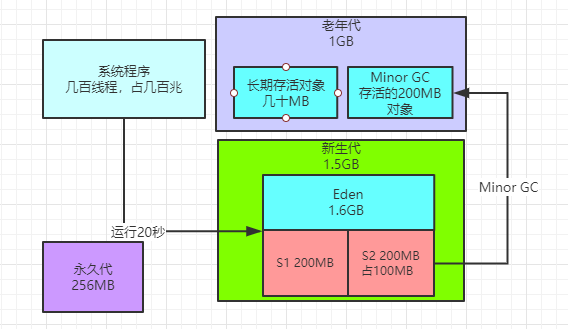 系统程序
几百线程，占几百兆
老年代
1GB
长期存活对象
几十MB
Minor GC
存活的200MB
对象
新生代
1.5GB
Eden
1.6GB
Minor GC
运行20秒
S1 200MB
S2 200MB
占100MB
永久代
256MB